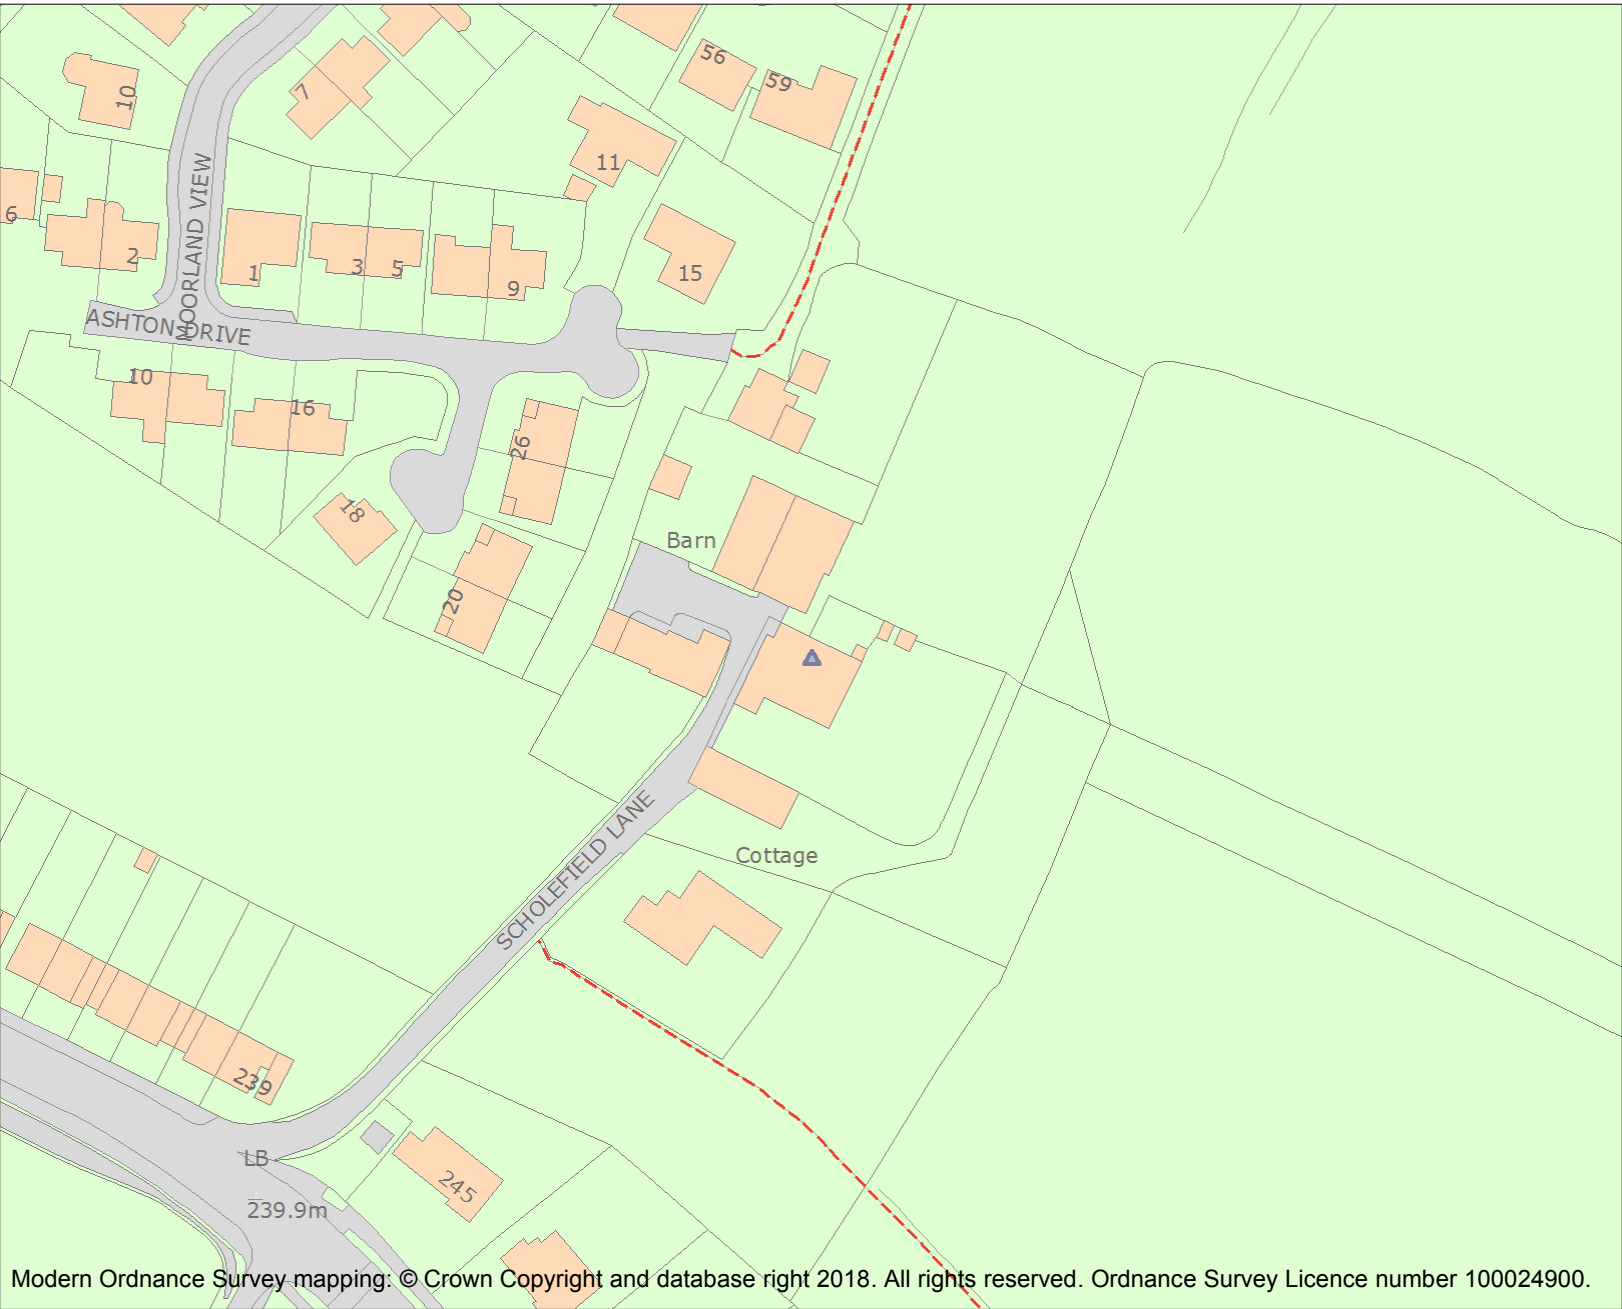 56
59
10
7
11
MOORLAND VIEW
6
2
1
3
5
9
15
ASHTON DRIVE
10
16
26
18
Barn
20
SCHOLEFIELD LANE
Cottage
239
LB
245
239.9m
Modern Ordnance Survey mapping: © Crown Copyright and database right 2018. All rights reserved. Ordnance Survey Licence number 100024900.